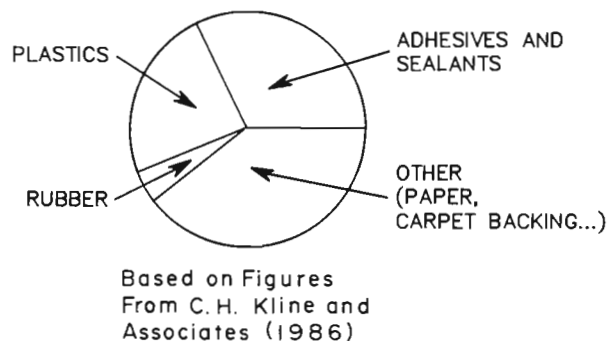 PLASTICS
ADHESIVES AND
SEALANTS
RUBBER
OTHER
(PAPER,
CARPET BACKING...)
Based on Figures
From C.H. Kline and
Associates (1986)